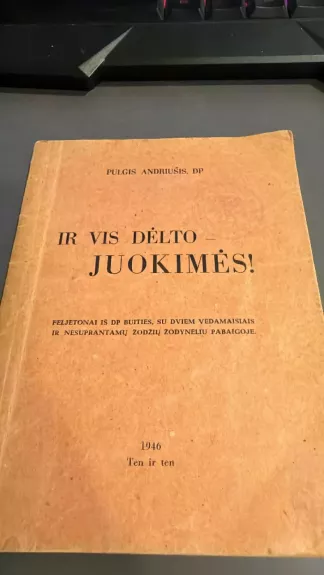 PULGIS ANDRIUŠIS, DP
IR VIS DĖLTO –
JUOKIMĖS!
FELJETONAI IŠ DP BUITIES, SU DVIEM VEDAMAISIAIS
IR NESUPRANTAMŲ ŽODŽIŲ ŽODYNĖLIU PABAIGOJE.
1946
Ten ir ten